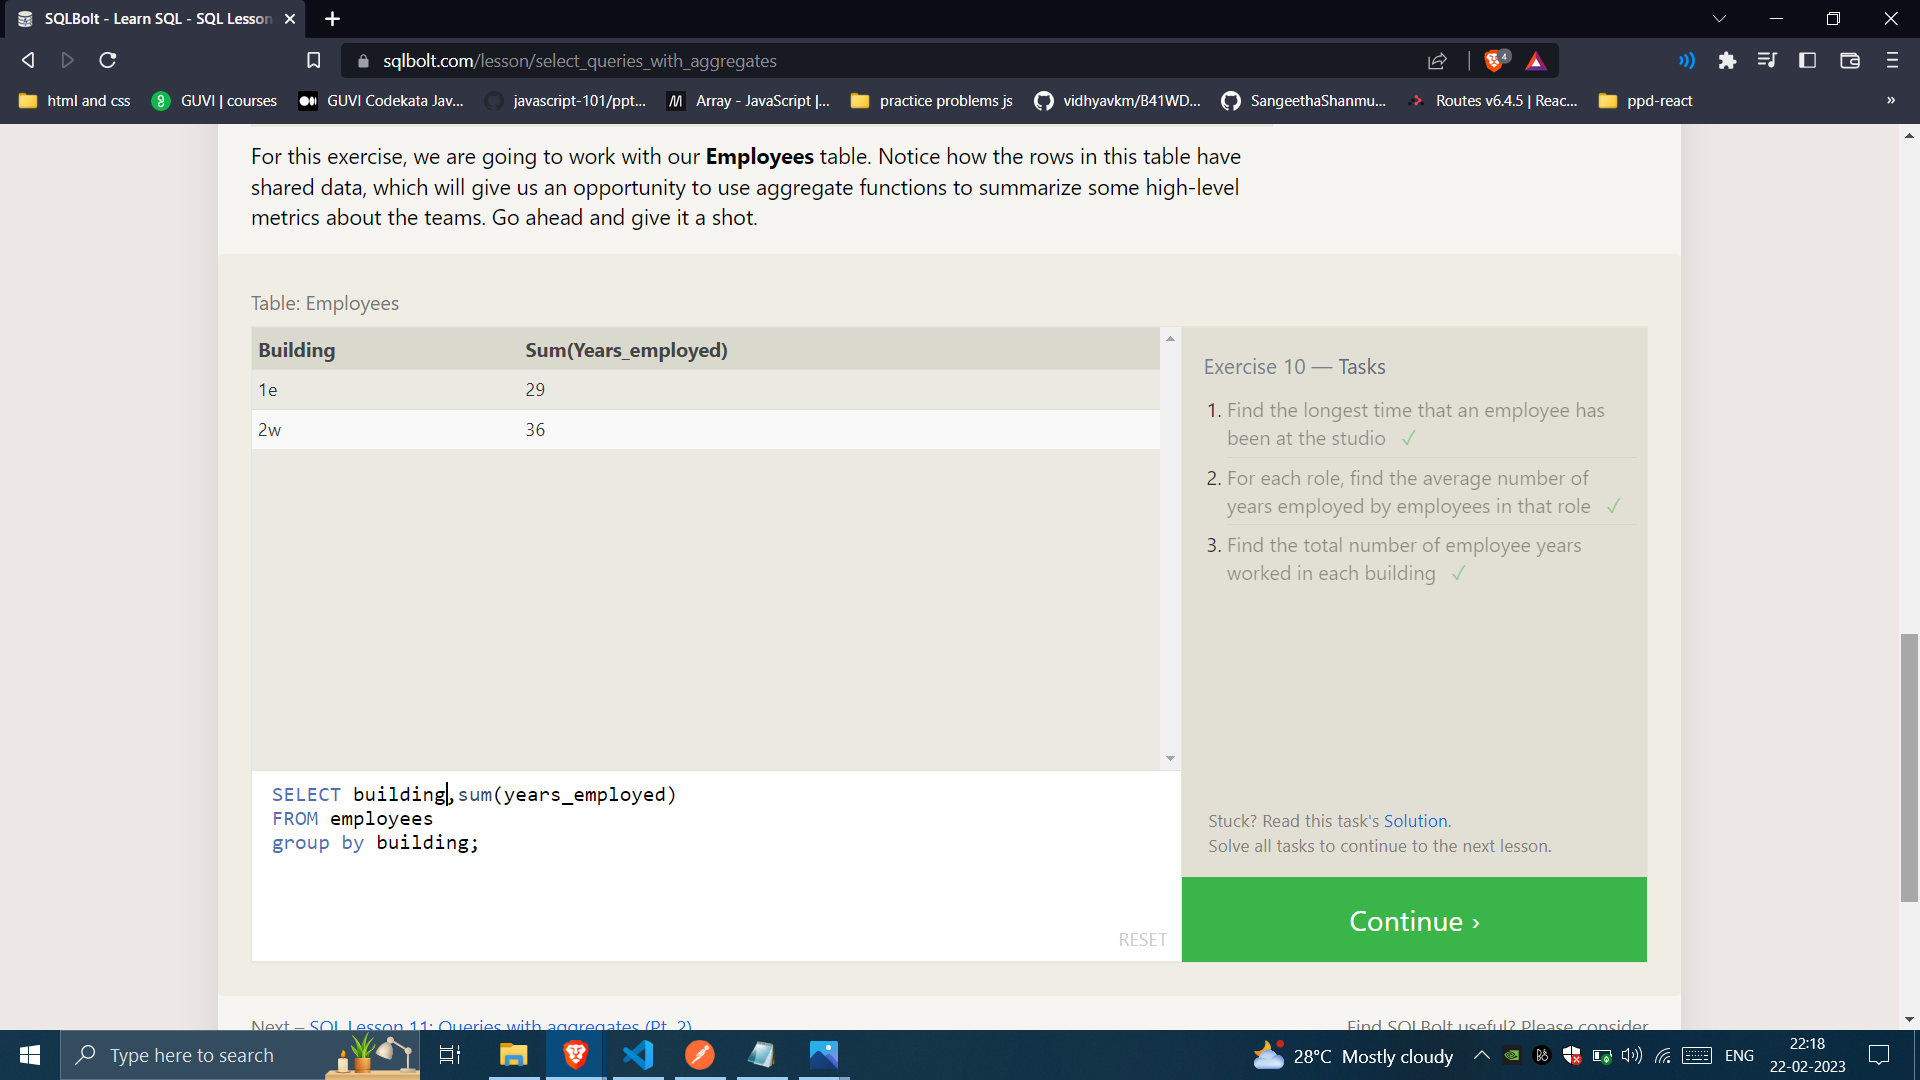 SQLBolt - Learn SQL - SQL Lesson
sqlbolt.com/lesson/select_queries_with_aggregates
4
html and css
GUVI | courses
GUVI Codekata Jav...
javascript-101/ppt...
Array - JavaScript |...
practice problems js
vidhyavkm/B41WD...
SangeethaShanmu...
Routes v6.4.5 | Reac...
ppd-react
»
For this exercise, we are going to work with our Employees table. Notice how the rows in this table have
shared data, which will give us an opportunity to use aggregate functions to summarize some high-level
metrics about the teams. Go ahead and give it a shot.
Table: Employees
Building Sum(Years_employed)
1e 29
2w 36
Exercise 10 — Tasks
1. Find the longest time that an employee has
been at the studio ✓
2. For each role, find the average number of
years employed by employees in that role ✓
3. Find the total number of employee years
worked in each building ✓
SELECT building,sum(years_employed)
FROM employees
group by building;
RESET
Stuck? Read this task's Solution.
Solve all tasks to continue to the next lesson.
Continue ›
Next – SQL Lesson 11: Queries with aggregates (Pt. 2)
Find SQLBolt useful? Please consider
Type here to search
28°C Mostly cloudy
ENG
22:18
22-02-2023